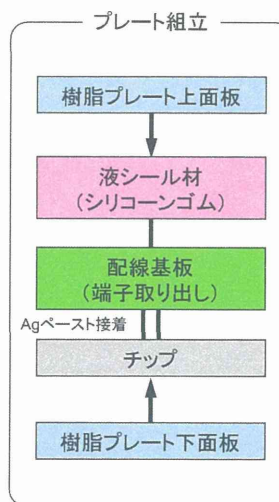 プレート組立
樹脂プレート上面板
液シール材
(シリコーンゴム)
配線基板
(端子取り出し)
Agペースト接着
チップ
樹脂プレート下面板